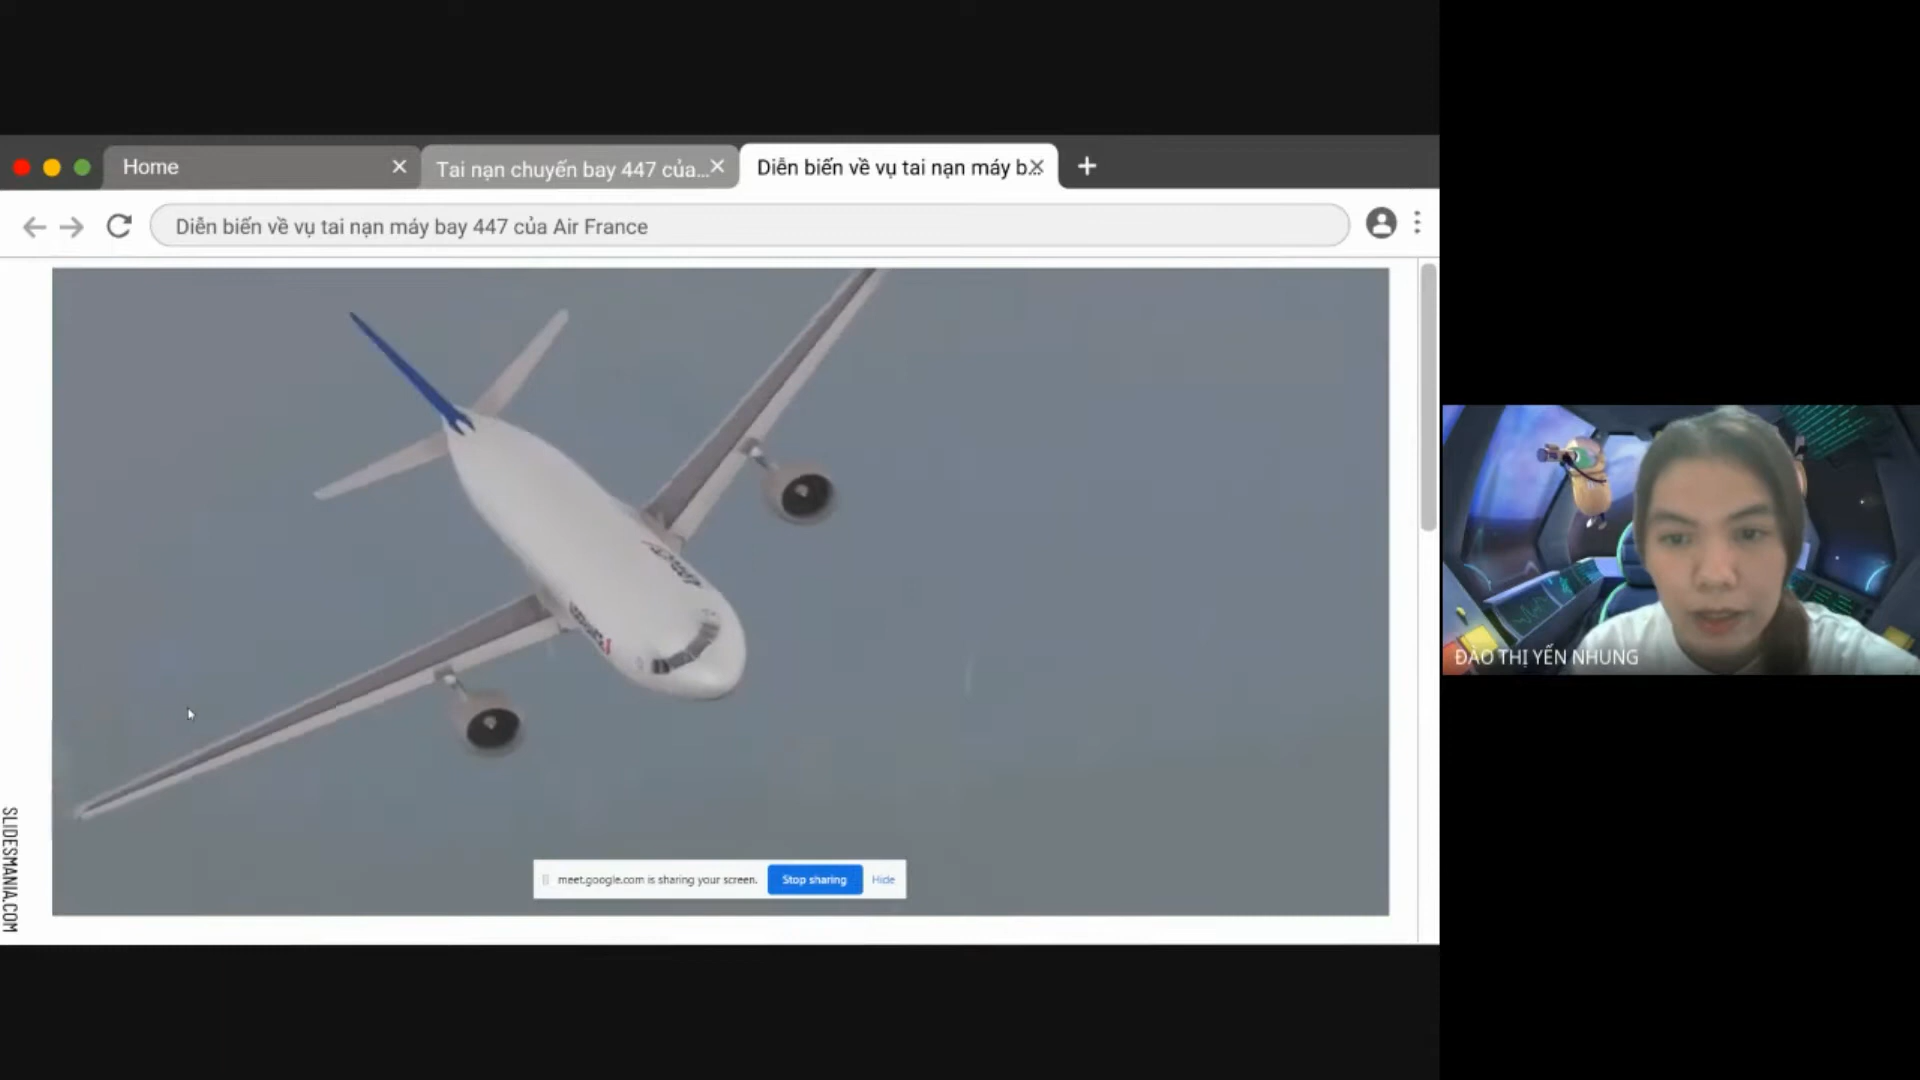 Home
Tai nạn chuyến bay 447 của...
Diễn biến về vụ tai nạn máy b...
Diễn biến về vụ tai nạn máy bay 447 của Air France
ĐÀO THỊ YẾN NHUNG
SLIDESMANIA.COM
meet.google.com is sharing your screen.
Stop sharing
Hide